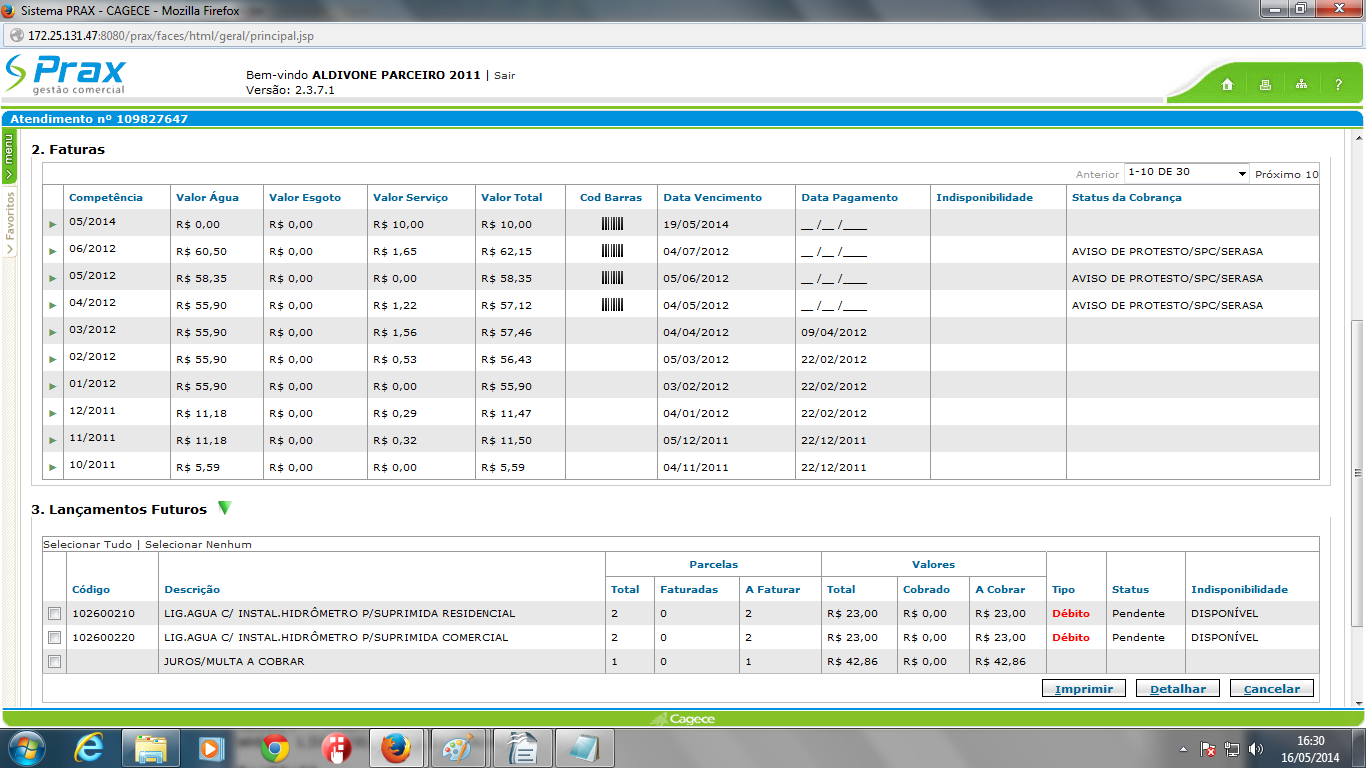 Sistema PRAX - CAGECE - Mozilla Firefox
172.25.131.47:8080/prax/faces/html/geral/principal.jsp
Prax
gestão comercial
Bem-vindo ALDIVONE PARCEIRO 2011 | Sair
Versão: 2.3.7.1
?
Atendimento nº 109827647
menu
Favoritos
2. Faturas
Anterior 1-10 DE 30 Próximo 10
Competência Valor Água Valor Esgoto Valor Serviço Valor Total Cod Barras Data Vencimento Data Pagamento Indisponibilidade Status da Cobrança
05/2014 R$ 0,00 R$ 0,00 R$ 10,00 R$ 10,00 19/05/2014 __ /__ /____
06/2012 R$ 60,50 R$ 0,00 R$ 1,65 R$ 62,15 04/07/2012 __ /__ /____ AVISO DE PROTESTO/SPC/SERASA
05/2012 R$ 58,35 R$ 0,00 R$ 0,00 R$ 58,35 05/06/2012 __ /__ /____ AVISO DE PROTESTO/SPC/SERASA
04/2012 R$ 55,90 R$ 0,00 R$ 1,22 R$ 57,12 04/05/2012 __ /__ /____ AVISO DE PROTESTO/SPC/SERASA
03/2012 R$ 55,90 R$ 0,00 R$ 1,56 R$ 57,46 04/04/2012 09/04/2012
02/2012 R$ 55,90 R$ 0,00 R$ 0,53 R$ 56,43 05/03/2012 22/02/2012
01/2012 R$ 55,90 R$ 0,00 R$ 0,00 R$ 55,90 03/02/2012 22/02/2012
12/2011 R$ 11,18 R$ 0,00 R$ 0,29 R$ 11,47 04/01/2012 22/02/2012
11/2011 R$ 11,18 R$ 0,00 R$ 0,32 R$ 11,50 05/12/2011 22/12/2011
10/2011 R$ 5,59 R$ 0,00 R$ 0,00 R$ 5,59 04/11/2011 22/12/2011
3. Lançamentos Futuros
Selecionar Tudo | Selecionar Nenhum
Parcelas Valores
Código Descrição Total Faturadas A Faturar Total Cobrado A Cobrar Tipo Status Indisponibilidade
102600210 LIG.AGUA C/ INSTAL.HIDRÔMETRO P/SUPRIMIDA RESIDENCIAL 2 0 2 R$ 23,00 R$ 0,00 R$ 23,00 Débito Pendente DISPONÍVEL
102600220 LIG.AGUA C/ INSTAL.HIDRÔMETRO P/SUPRIMIDA COMERCIAL 2 0 2 R$ 23,00 R$ 0,00 R$ 23,00 Débito Pendente DISPONÍVEL
JUROS/MULTA A COBRAR 1 0 1 R$ 42,86 R$ 0,00 R$ 42,86
Imprimir Detalhar Cancelar
Cagece
16:30
16/05/2014